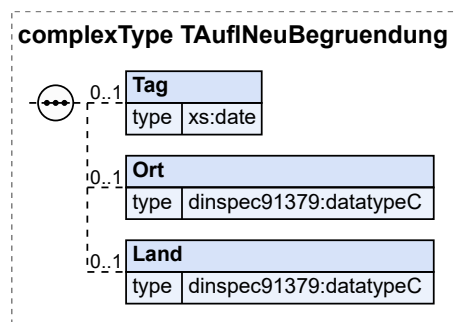 complexType TAuflNeuBegruendung
0..1 Tag
type xs:date
0..1 Ort
type dinspec91379:datatypeC
0..1 Land
type dinspec91379:datatypeC